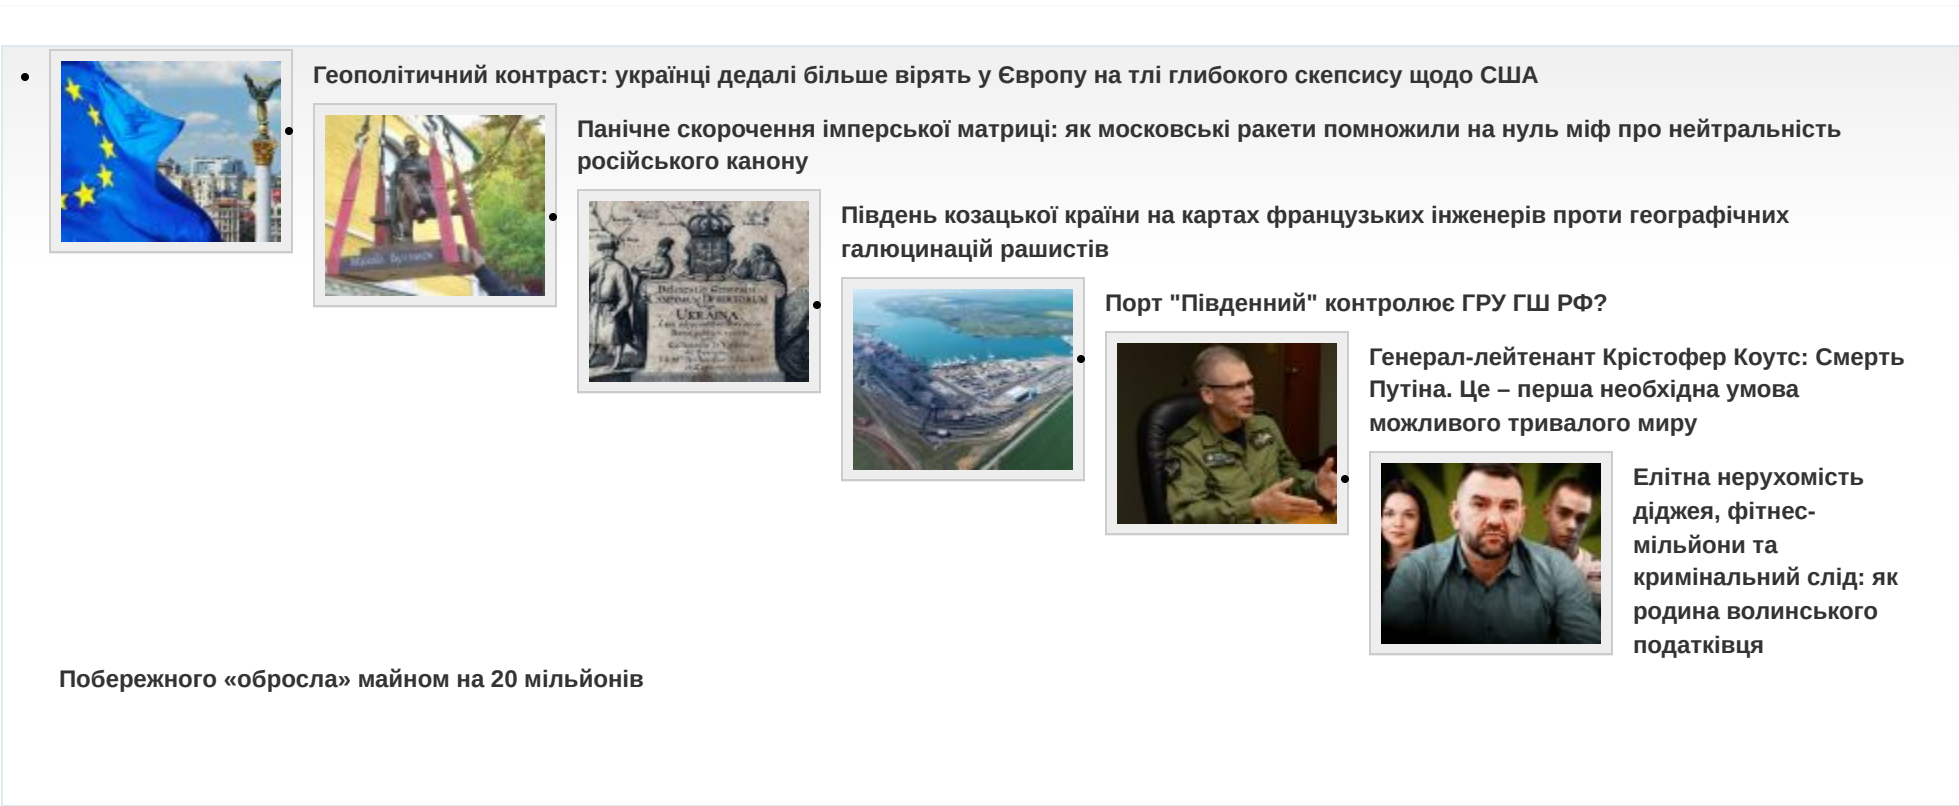 Геополітичний контраст: українці дедалі більше вірять у Європу на тлі глибокого скепсису щодо США
Панічне скорочення імперської матриці: як московські ракети помножили на нуль міф про нейтральність
російського канону
Південь козацької країни на картах французьких інженерів проти географічних
галюцинацій рашистів
UKRAINA
Порт "Південний" контролює ГРУ ГШ РФ?
Генерал-лейтенант Крістофер Коутс: Смерть
Путіна. Це – перша необхідна умова
можливого тривалого миру
Елітна нерухомість
діджея, фітнес-
мільйони та
кримінальний слід: як
родина волинського
податківця
Побережного «обросла» майном на 20 мільйонів